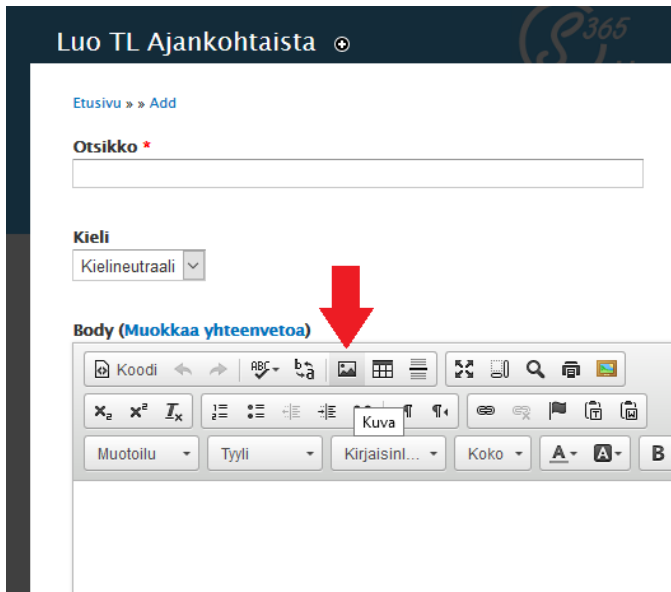 Luo TL Ajankohtaista
365
Etusivu » » Add
Otsikko *
Kieli
Kielineutraali
Body (Muokkaa yhteenvetoa)
Koodi
Kuva
Muotoilu
Tyyli
Kirjaisinl...
Koko
A
A
B